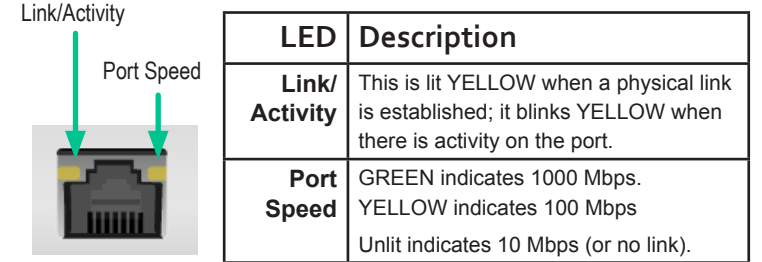 Link/Activity
Port Speed
LED Description
Link/ Activity
This is lit YELLOW when a physical link
is established; it blinks YELLOW when
there is activity on the port.
Port Speed
GREEN indicates 1000 Mbps.
YELLOW indicates 100 Mbps
Unlit indicates 10 Mbps (or no link).